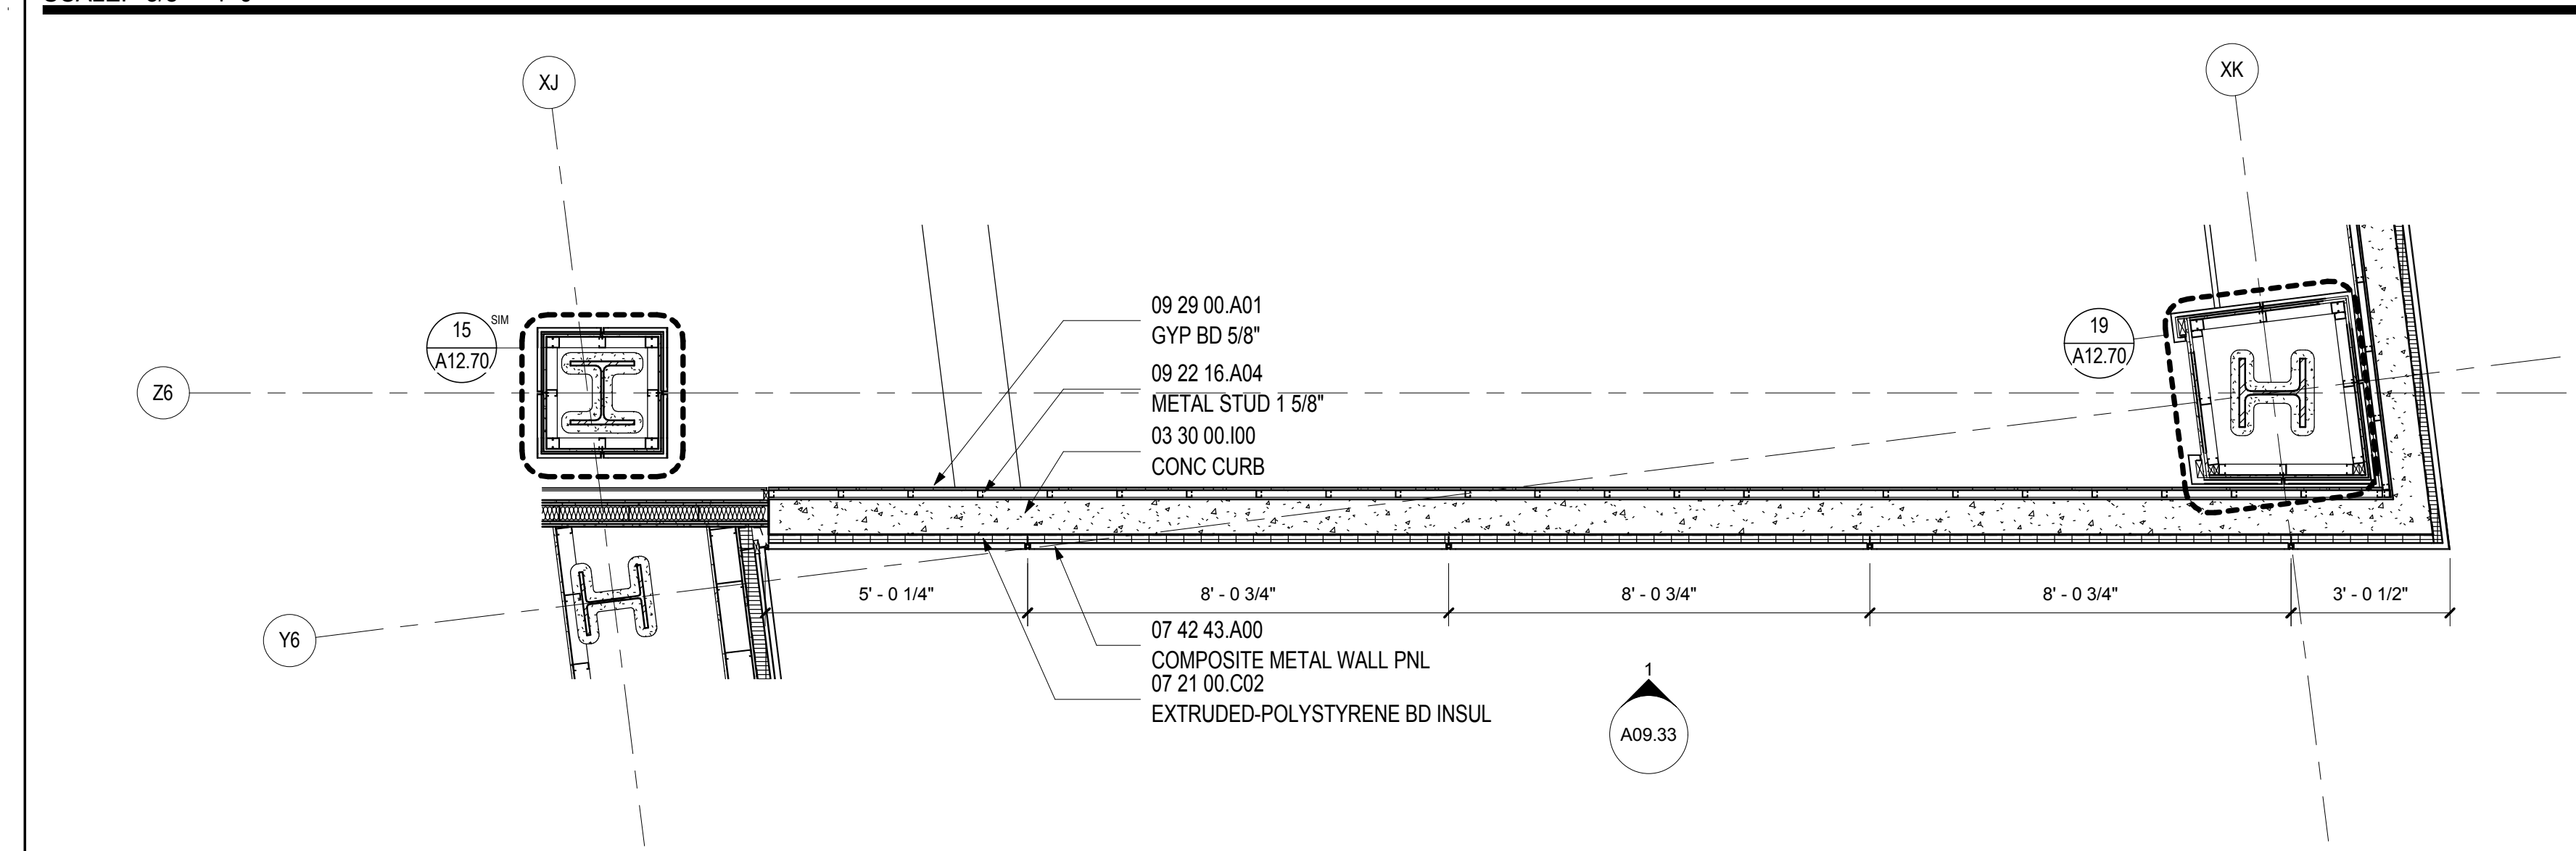 XJ
XK
15
SIM
A12.70
19
A12.70
Z6
Y6
09 29 00.A01
GYP BD 5/8"
09 22 16.A04
METAL STUD 1 5/8"
03 30 00.I00
CONC CURB
5' - 0 1/4"
8' - 0 3/4"
8' - 0 3/4"
8' - 0 3/4"
3' - 0 1/2"
07 42 43.A00
COMPOSITE METAL WALL PNL
07 21 00.C02
EXTRUDED-POLYSTYRENE BD INSUL
1
A09.33